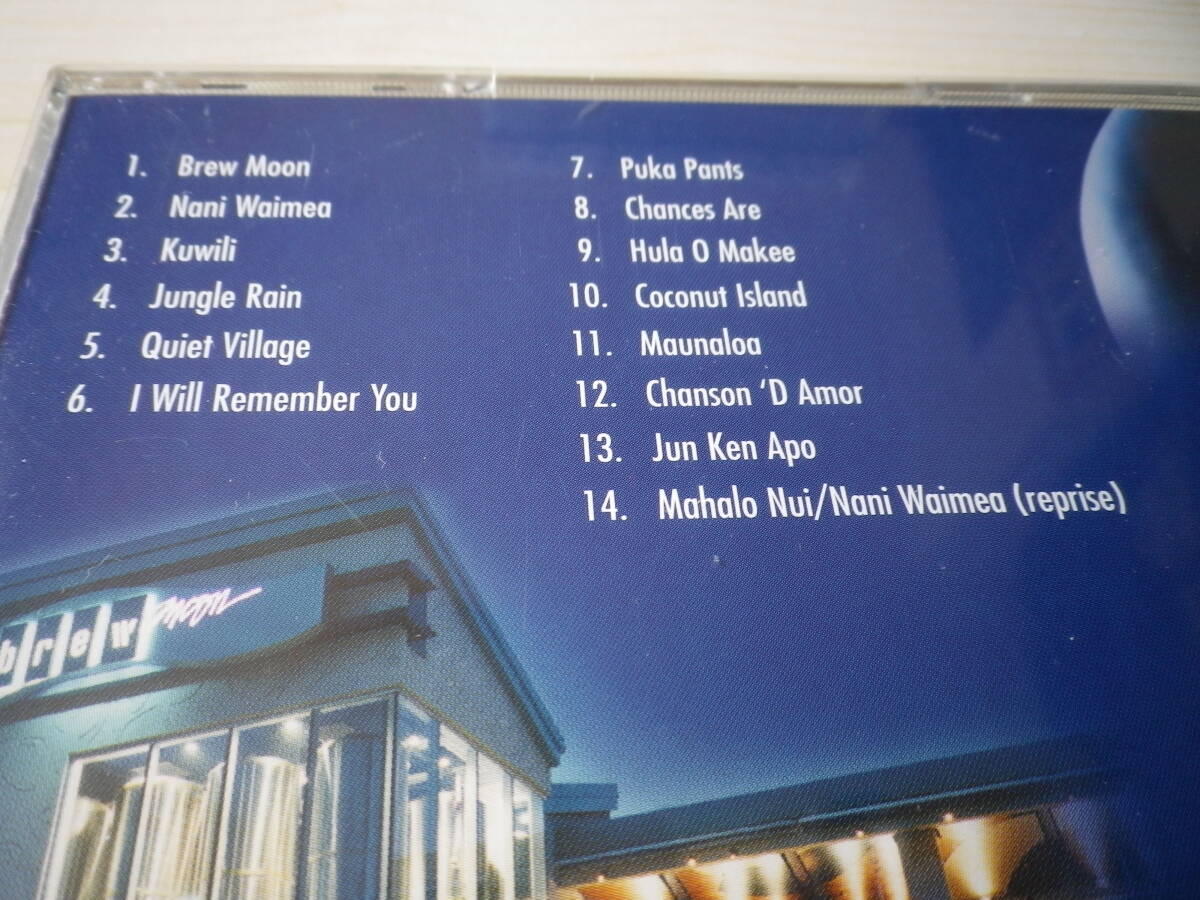 1. Brew Moon
2. Nani Waimea
3. Kuwili
4. Jungle Rain
5. Quiet Village
6. I Will Remember You
7. Puka Pants
8. Chances Are
9. Hula O Makee
10. Coconut Island
11. Maunaloa
12. Chanson ‘D Amor
13. Jun Ken Apo
14. Mahalo Nui/Nani Waimea (reprise)
brew moon